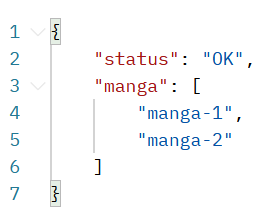 1 {
2     "status": "OK",
3     "manga": [
4         "manga-1",
5         "manga-2"
6     ]
7 }